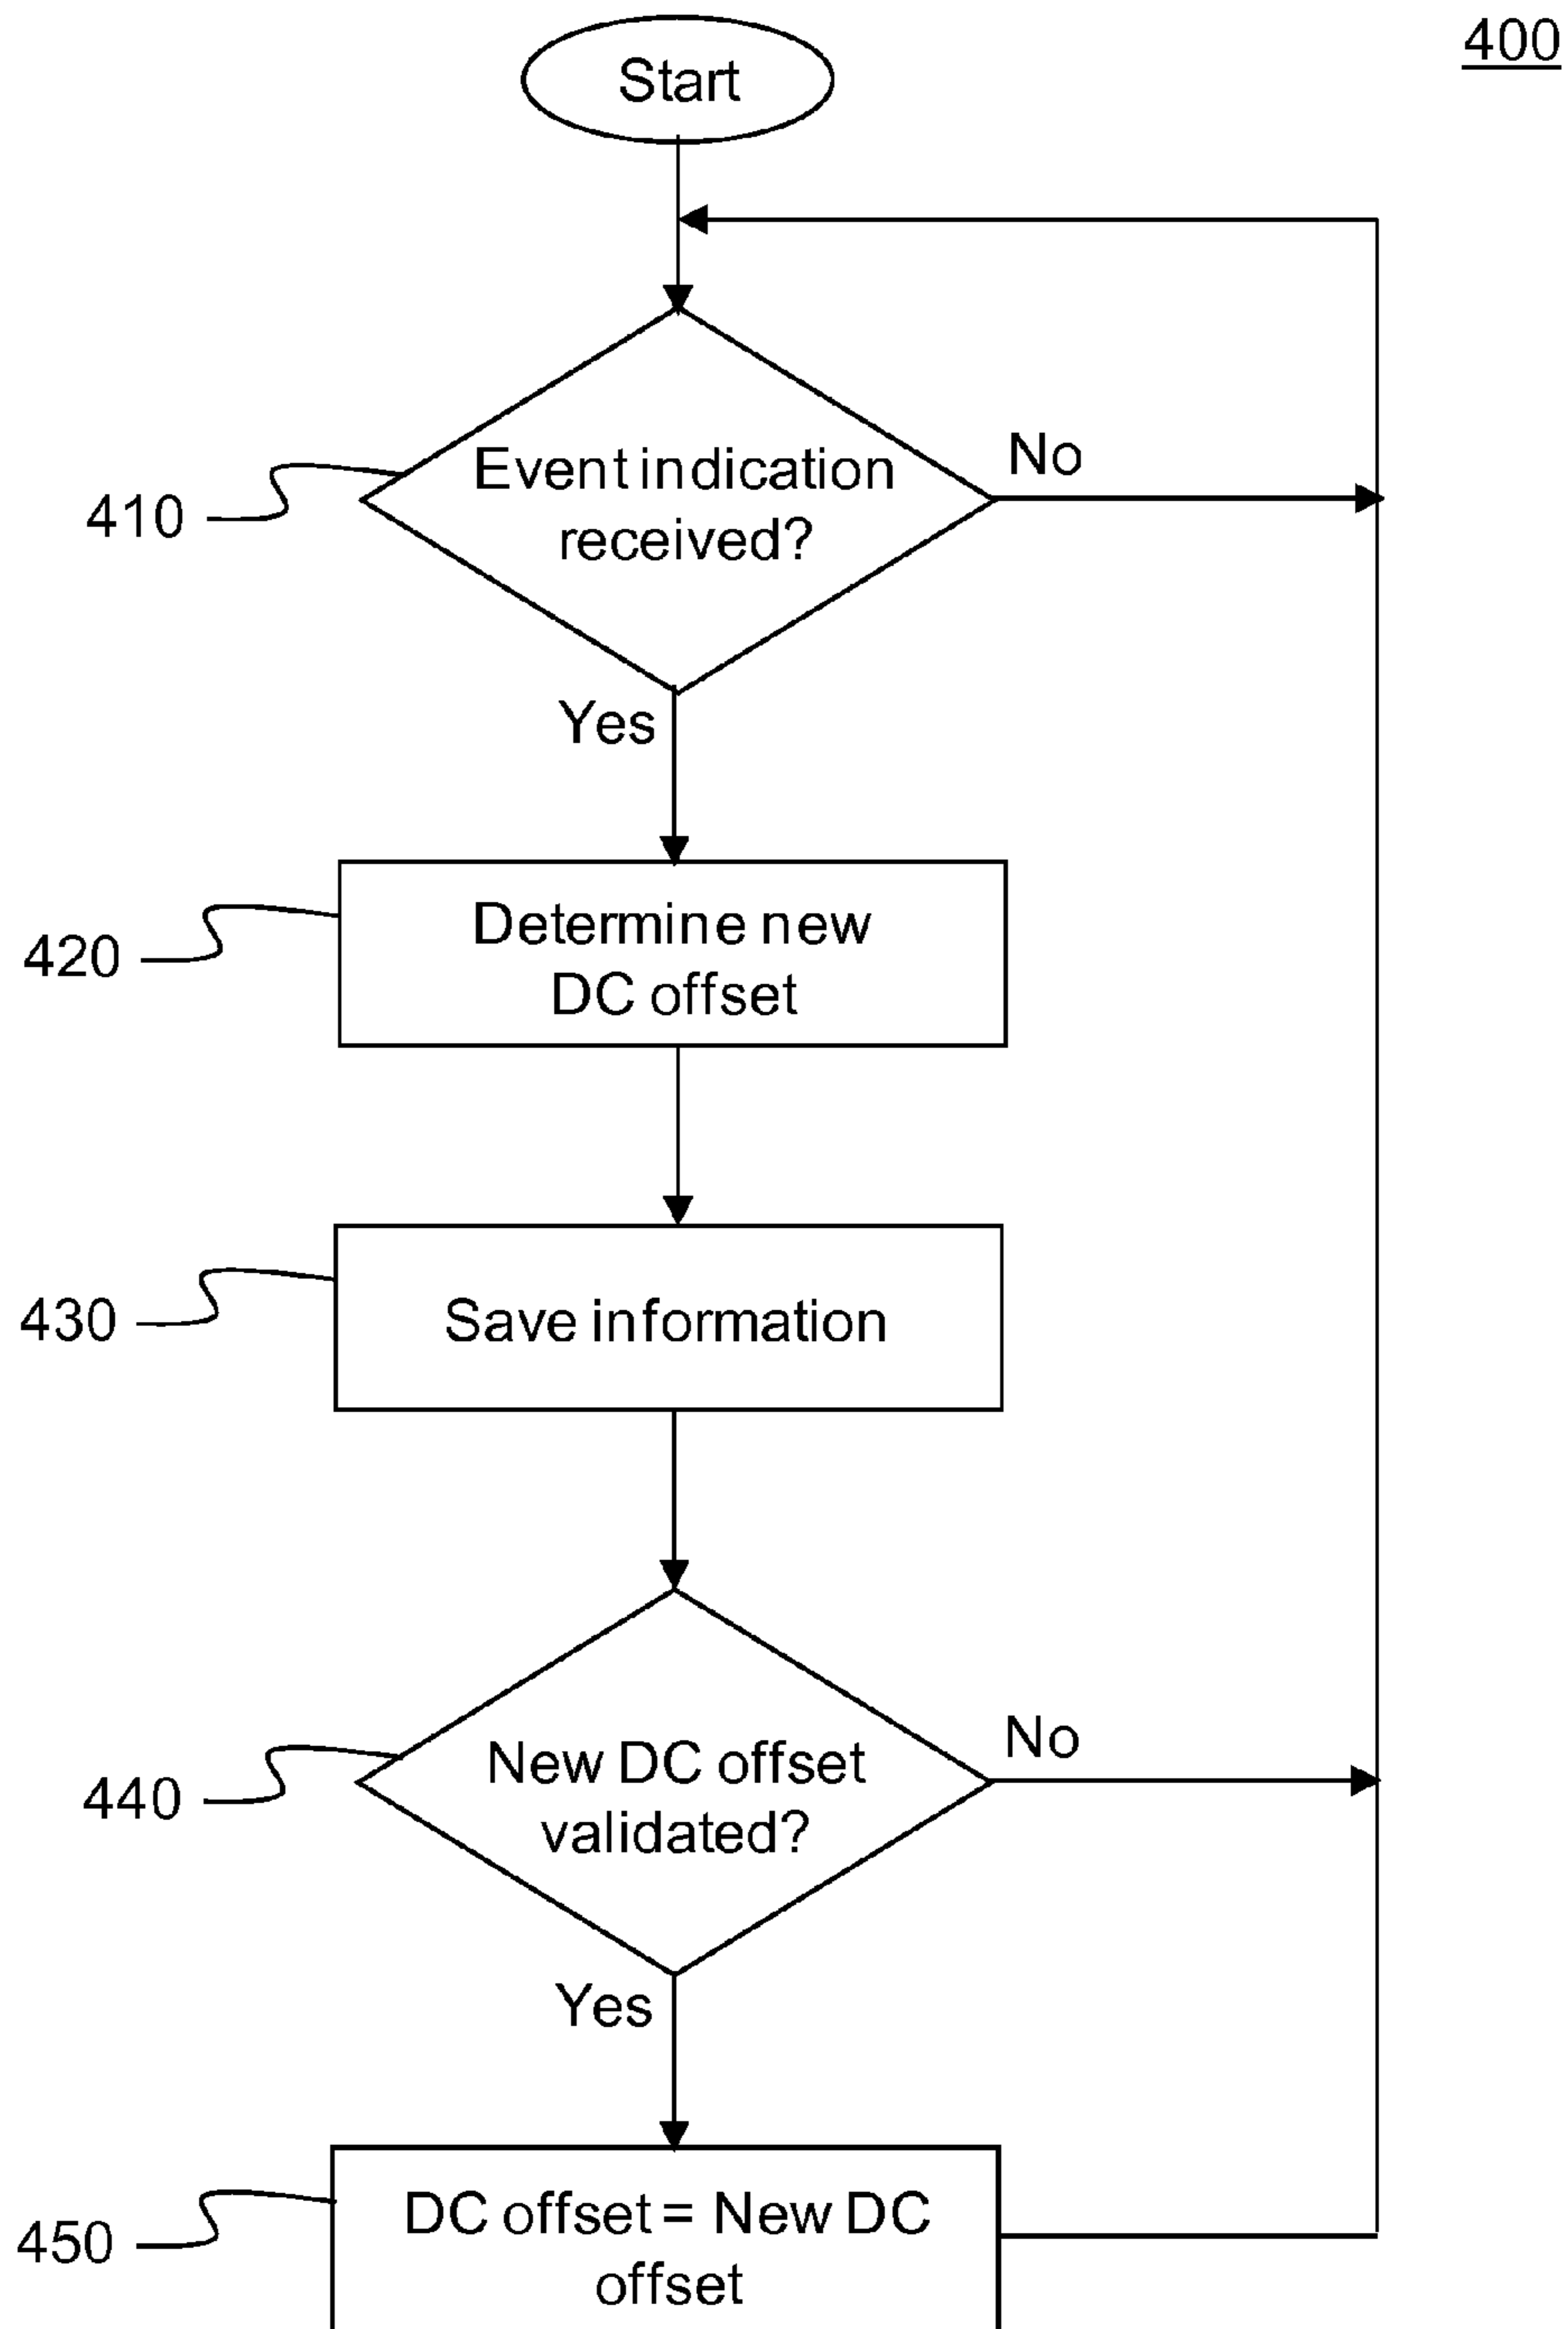 400
Start
Event indication
received?
No
410
Yes
Determine new
DC offset
420
Save information
430
New DC offset
validated?
No
440
Yes
DC offset = New DC
offset
450